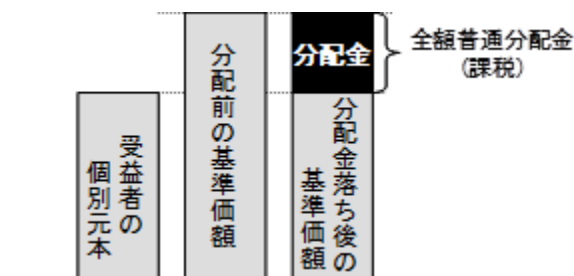 受益者の
個別元本
分配前の基準価額
分配金
分配金落ち後の
基準価額
全額普通分配金
(課税)